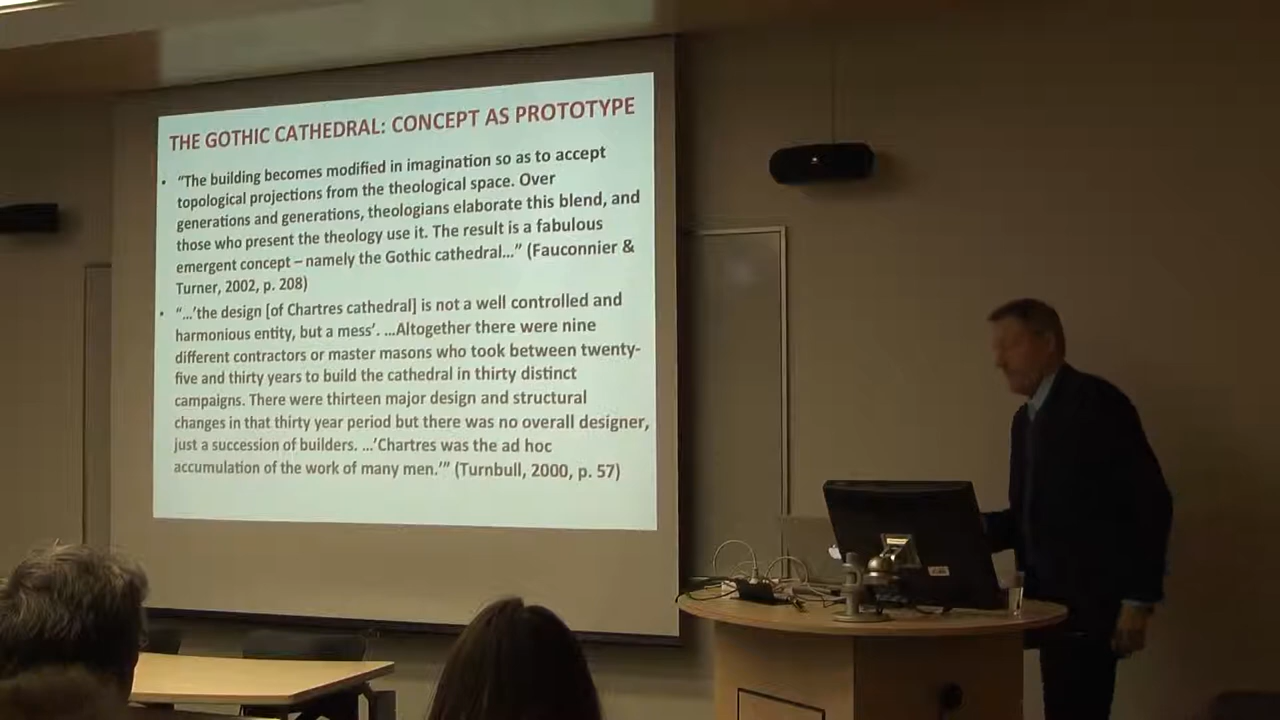 THE GOTHIC CATHEDRAL: CONCEPT AS PROTOTYPE
• “The building becomes modified in imagination so as to accept
topological projections from the theological space. Over
generations and generations, theologians elaborate this blend, and
those who present the theology use it. The result is a fabulous
emergent concept – namely the Gothic cathedral...” (Fauconnier &
Turner, 2002, p. 208)
• “...‘the design [of Chartres cathedral] is not a well controlled and
harmonious entity, but a mess’. ...Altogether there were nine
different contractors or master masons who took between twenty-
five and thirty years to build the cathedral in thirty distinct
campaigns. There were thirteen major design and structural
changes in that thirty year period but there was no overall designer,
just a succession of builders. ...‘Chartres was the ad hoc
accumulation of the work of many men.’” (Turnbull, 2000, p. 57)